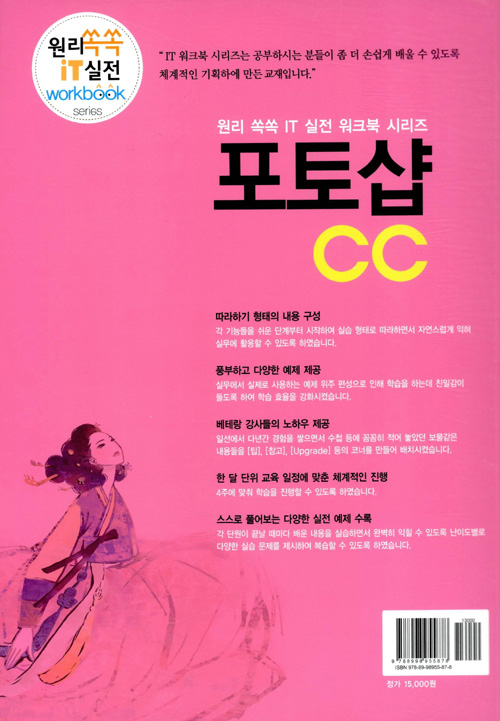 원리쏙쏙
iT실전
workbook
series
“ IT 워크북 시리즈는 공부하시는 분들이 좀 더 손쉽게 배울 수 있도록
체계적인 기획하에 만든 교재입니다.”
원리 쏙쏙 IT 실전 워크북 시리즈
포토샵
CC
따라하기 형태의 내용 구성
각 기능들을 쉬운 단계부터 시작하여 실습 형태로 따라하면서 자연스럽게 익혀
실무에 활용할 수 있도록 하였습니다.
풍부하고 다양한 예제 제공
실무에서 실제로 사용하는 예제 위주 편성으로 인해 학습을 하는데 친밀감이
들도록 하여 학습 효율을 강화시켰습니다.
베테랑 강사들의 노하우 제공
일선에서 다년간 경험을 쌓으면서 수첩 등에 꼼꼼히 적어 놓았던 보물같은
내용들을 [팁], [참고], [Upgrade] 등의 코너를 만들어 배치시켰습니다.
한 달 단위 교육 일정에 맞춘 체계적인 진행
4주에 맞춰 학습을 진행할 수 있도록 하였습니다.
스스로 풀어보는 다양한 실전 예제 수록
각 단원이 끝날 때마다 배운 내용을 실습하면서 완벽히 익힐 수 있도록 난이도별로
다양한 실습 문제를 제시하여 복습할 수 있도록 하였습니다.
13000
9 788998 955878
ISBN 978-89-98955-87-8
정가 15,000원